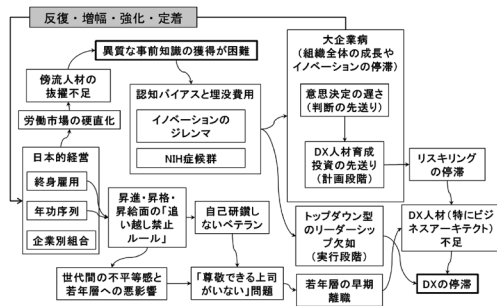 反復・増幅・強化・定着
異質な事前知識の獲得が困難
傍流人材の
抜擢不足
労働市場の硬直化
日本的経営
終身雇用
年功序列
企業別組合
認知バイアスと埋没費用
イノベーションの
ジレンマ
NIH症候群
大企業病
(組織全体の成長や
イノベーションの停滞)
意思決定の遅さ
(判断の先送り)
DX人材育成
投資の先送り
(計画段階)
リスキリング
の停滞
昇進・昇格・
昇給面の「追
い越し禁止
ルール」
自己研鑽し
ないベテラン
トップダウン型
のリーダーシッ
プ欠如
(実行段階)
DX人材(特にビジ
ネスアーキテクト)
不足
世代間の不平等感と
若年層への悪影響
「尊敬できる上司
がいない」問題
若年層の早期
離職
DXの停滞